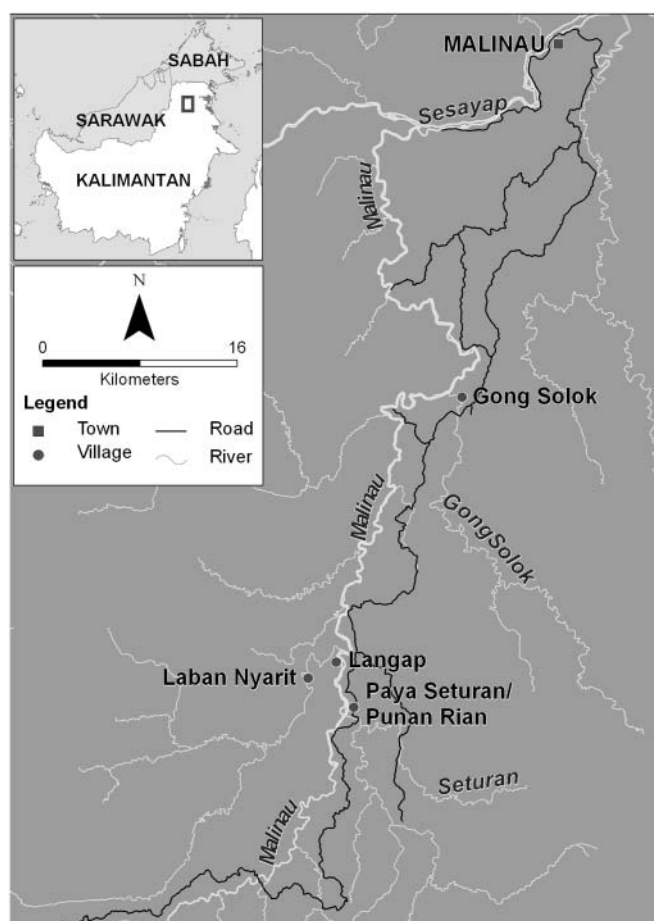 SABAH
SARAWAK
KALIMANTAN
N
0 16
Kilometers
Legend
Town
Road
Village
River
MALINAU
Sesayap
Malinau
Gong Solok
Malinau
GongSolok
Langap
Laban Nyarit
Paya Seturan/
Punan Rian
Seturan
Malinau